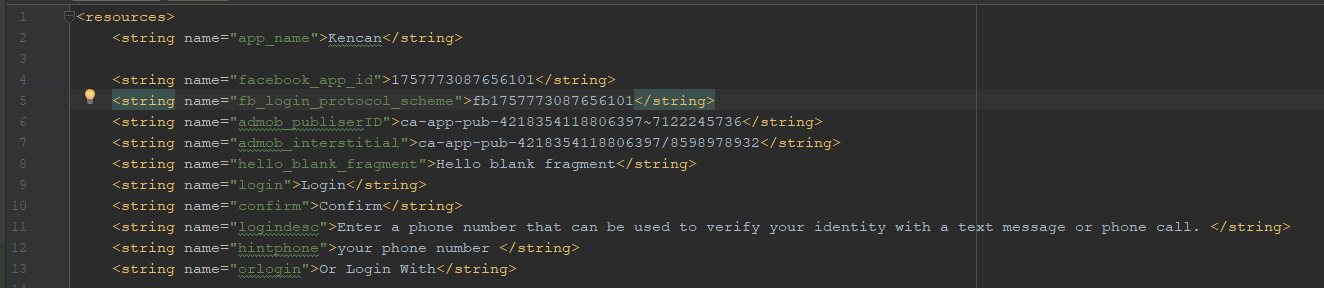 1 <resources>
2 <string name="app_name">Kencan</string>
3
4 <string name="facebook_app_id">1757773087656101</string>
5 <string name="fb_login_protocol_scheme">fb1757773087656101</string>
6 <string name="admob_publiserID">ca-app-pub-4218354118806397~7122245736</string>
7 <string name="admob_interstitial">ca-app-pub-4218354118806397/8598978932</string>
8 <string name="hello_blank_fragment">Hello blank fragment</string>
9 <string name="login">Login</string>
10 <string name="confirm">Confirm</string>
11 <string name="logindesc">Enter a phone number that can be used to verify your identity with a text message or phone call. </string>
12 <string name="hintphone">your phone number </string>
13 <string name="orlogin">Or Login With</string>